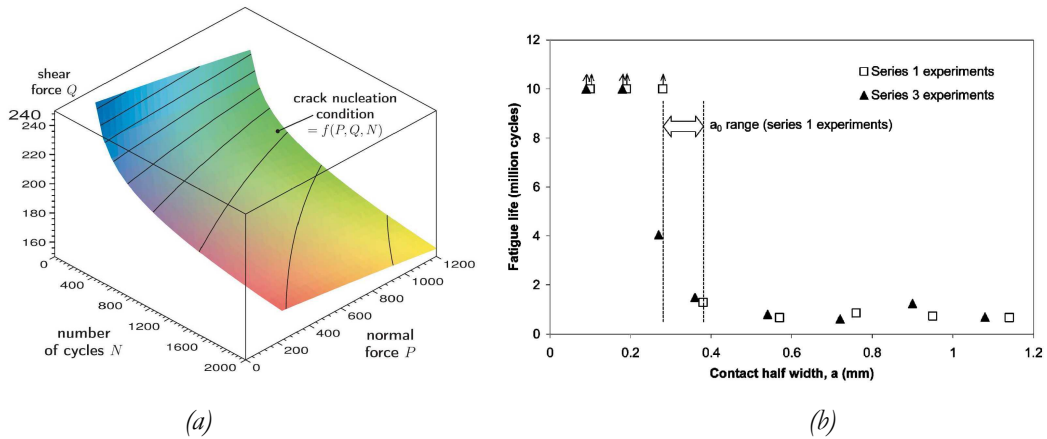 shear
force Q
240
240
220
200
180
160
0
400
800
1200
1600
2000
number
of cycles N
0
200
400
600
800
1000
1200
normal
force P
crack nucleation
condition
= f(P, Q, N)
(a)
12
10
8
6
4
2
0
0
0.2
0.4
0.6
0.8
1
1.2
Fatigue life (million cycles)
Contact half width, a (mm)
Series 1 experiments
Series 3 experiments
a₀ range (series 1 experiments)
(b)